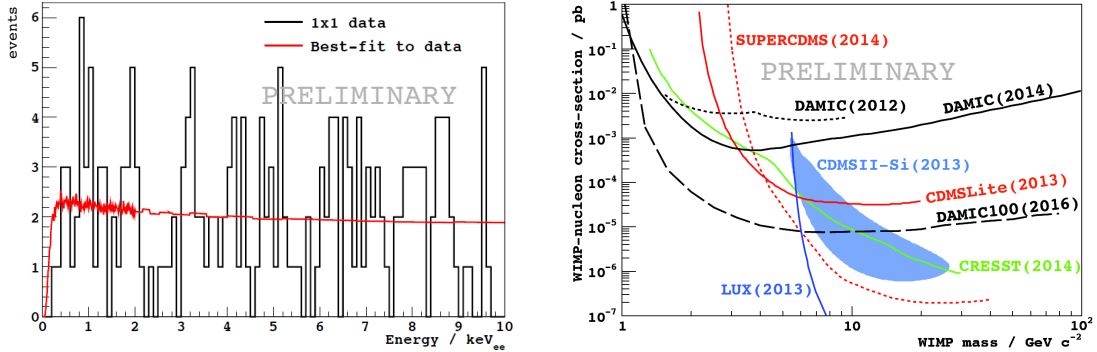 events
6
5
4
3
2
1
0
1x1 data
Best-fit to data
PRELIMINARY
0 1 2 3 4 5 6 7 8 9 10
Energy / keVee
WIMP-nucleon cross-section / pb
1
10-1
10-2
10-3
10-4
10-5
10-6
10-7
SUPERCDMS(2014)
PRELIMINARY
DAMIC(2012)
DAMIC(2014)
CDMSII-Si(2013)
CDMSLite(2013)
DAMIC100(2016)
CRESST(2014)
LUX(2013)
1 10 102
WIMP mass / GeV c-2